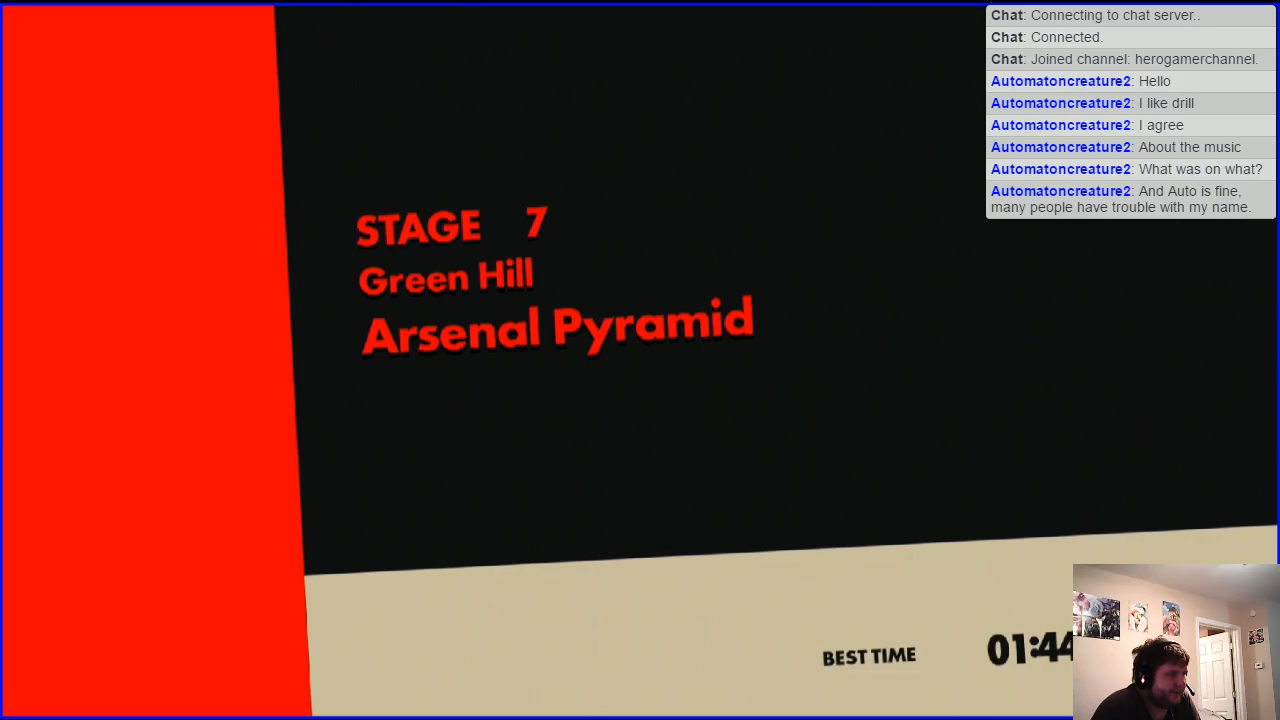 STAGE 7
Green Hill
Arsenal Pyramid
BEST TIME 01:44
Chat: Connecting to chat server..
Chat: Connected.
Chat: Joined channel: herogamerchannel.
Automatoncreature2: Hello
Automatoncreature2: I like drill
Automatoncreature2: I agree
Automatoncreature2: About the music
Automatoncreature2: What was on what?
Automatoncreature2: And Auto is fine,
many people have trouble with my name.